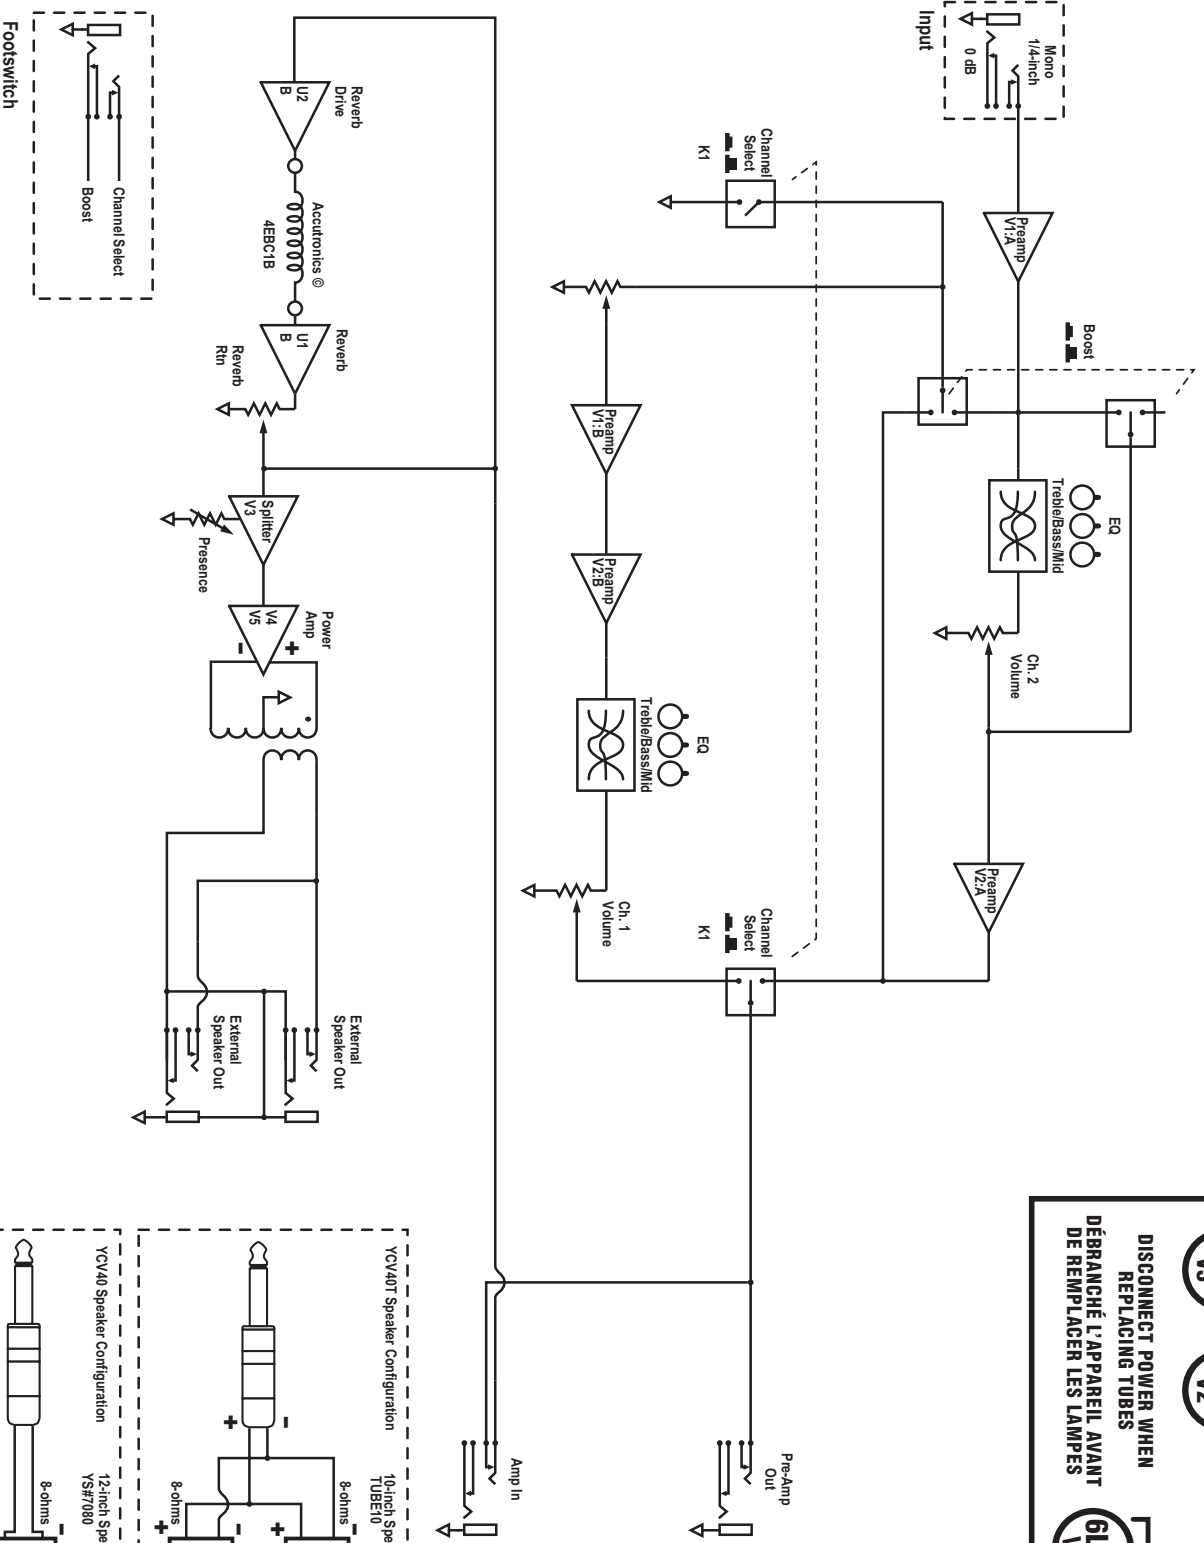 Input
Mono
1/4-inch
0 dB
Preamp
V1:A
Boost
EQ
Treble/Bass/Mid
Ch. 2
Volume
Preamp
V2:A
Channel
Select
K1
Preamp
V1:B
Preamp
V2:B
EQ
Treble/Bass/Mid
Ch. 1
Volume
Channel
Select
K1
Pre-Amp
Out
Amp In
Reverb
Drive
U2
B
Accutronics ©
4EBC1B
Reverb
U1
B
Reverb
Rtn
Splitter
V3
Presence
Power
Amp
V4
V5
+
-
External
Speaker Out
External
Speaker Out
Footswitch
Channel Select
Boost
DISCONNECT POWER WHEN
REPLACING TUBES
DÉBRANCHÉ L'APPAREIL AVANT
DE REMPLACER LES LAMPES
V2
6L
YCV40T Speaker Configuration
10-inch Spe
TUBE10
8-ohms
8-ohms
+
-
-
+
-
+
YCV40 Speaker Configuration
12-inch Spe
YS#7080
8-ohms
-